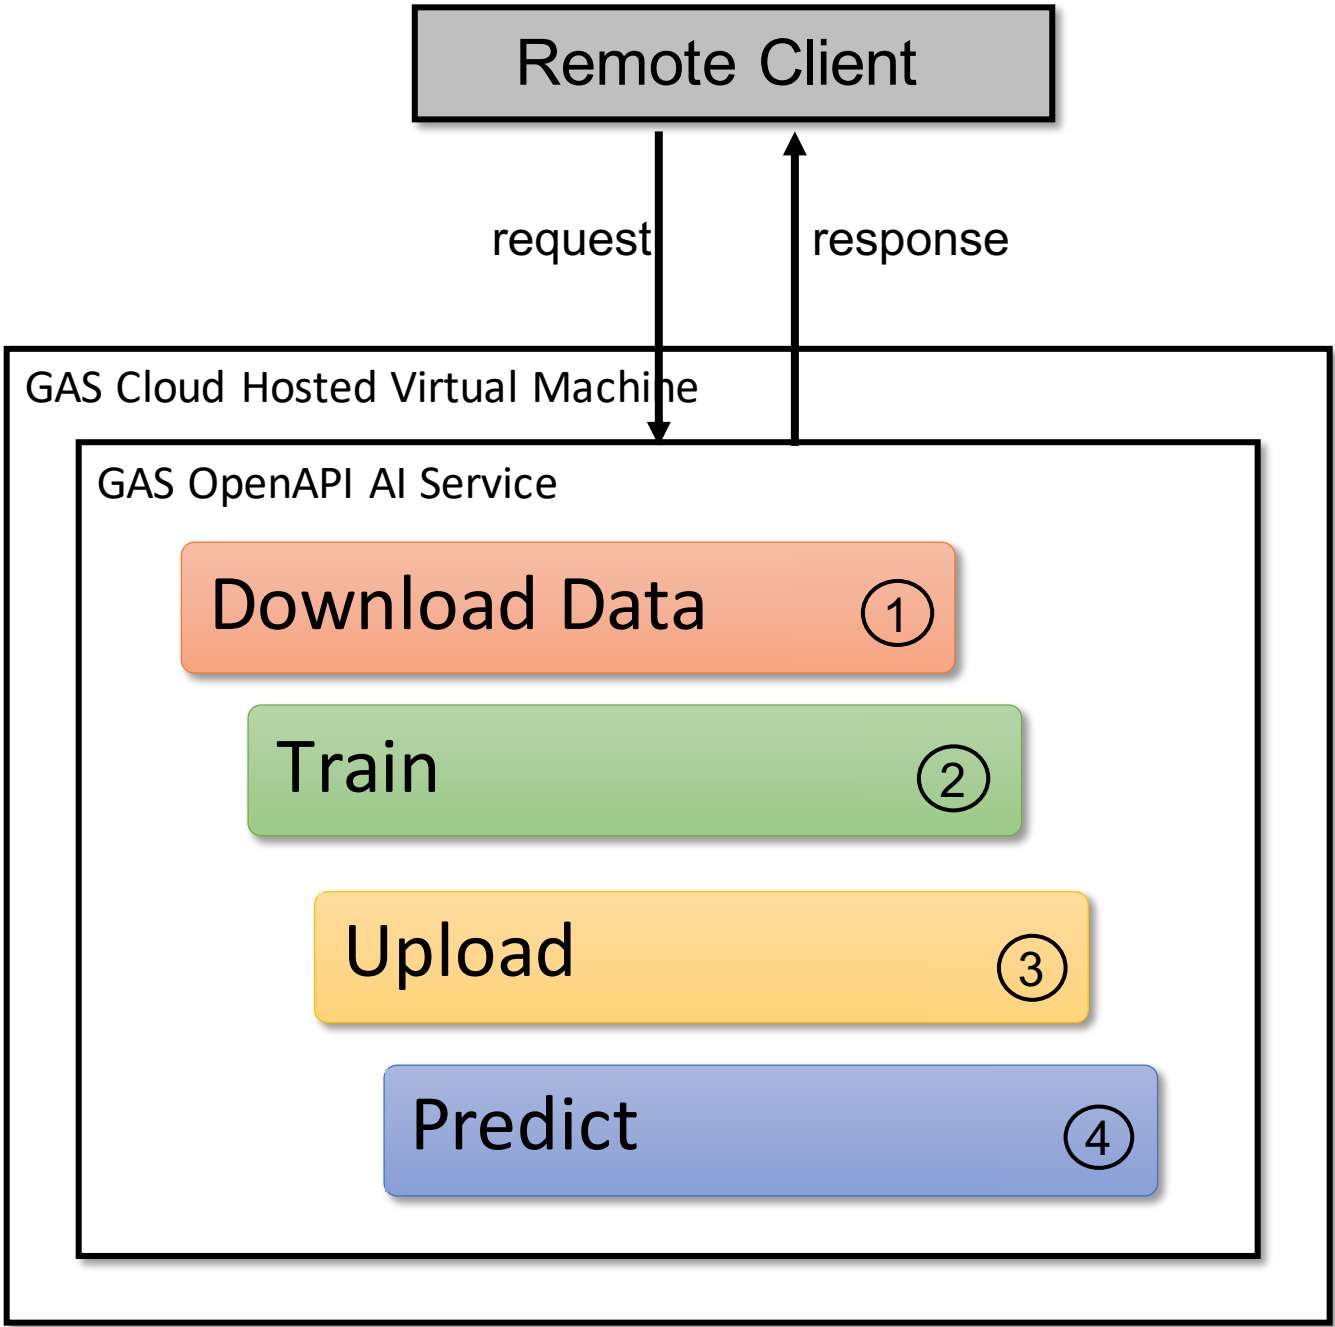 Remote Client
request
response
GAS Cloud Hosted Virtual Machine
GAS OpenAPI AI Service
Download Data
1
Train
2
Upload
3
Predict
4